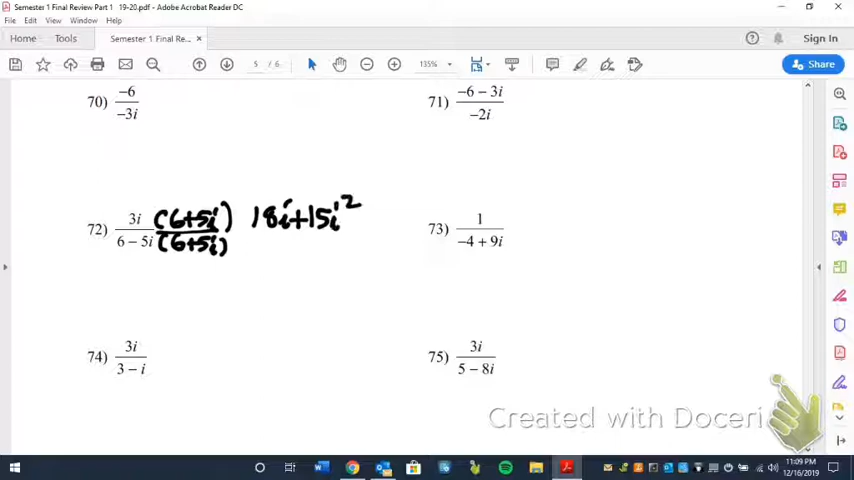 Semester 1 Final Review Part 1 19-20.pdf - Adobe Acrobat Reader DC
File Edit View Window Help
Home Tools Semester 1 Final Re... × Sign In
5 / 6 135% Share
70) -6 / -3i
71) -6 - 3i / -2i
72) 3i / 6 - 5i (6+5i) / (6+5i) 18i+15i²
73) 1 / -4 + 9i
74) 3i / 3 - i
75) 3i / 5 - 8i
Created with Doceri
11:09 PM
12/16/2019